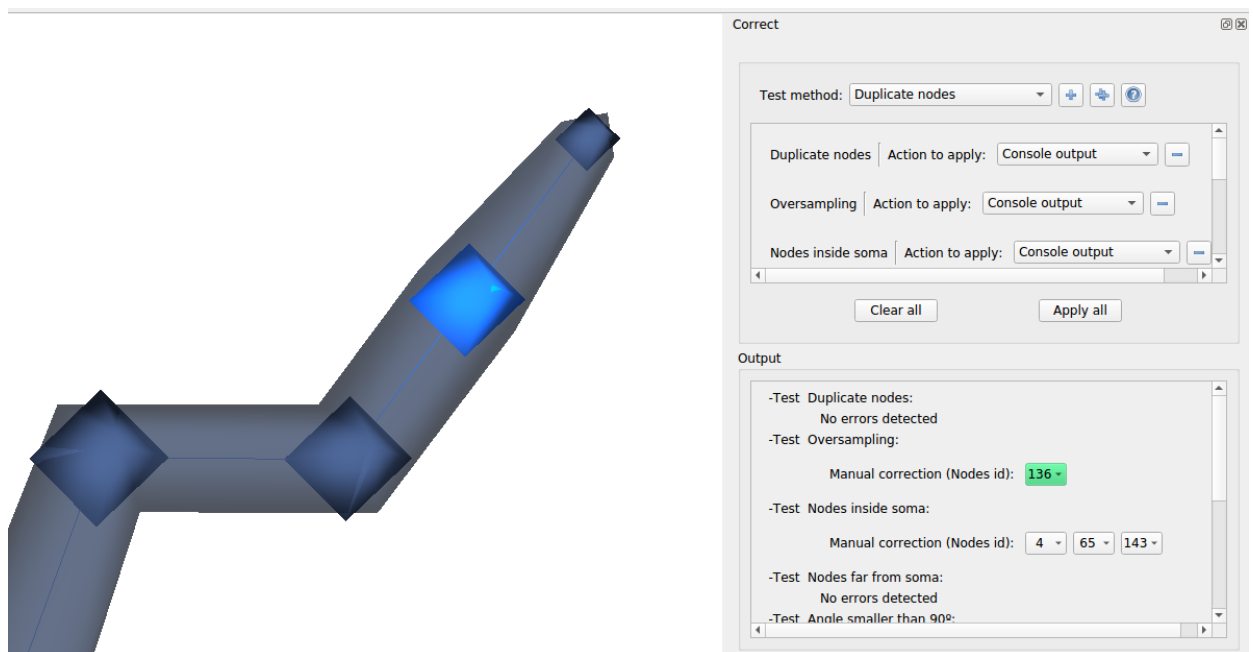 Correct
Test method: Duplicate nodes
Duplicate nodes Action to apply: Console output
Oversampling Action to apply: Console output
Nodes inside soma Action to apply: Console output
Clear all Apply all
Output
-Test Duplicate nodes:
No errors detected
-Test Oversampling:
Manual correction (Nodes id): 136
-Test Nodes inside soma:
Manual correction (Nodes id): 4 65 143
-Test Nodes far from soma:
No errors detected
-Test Angle smaller than 90º: